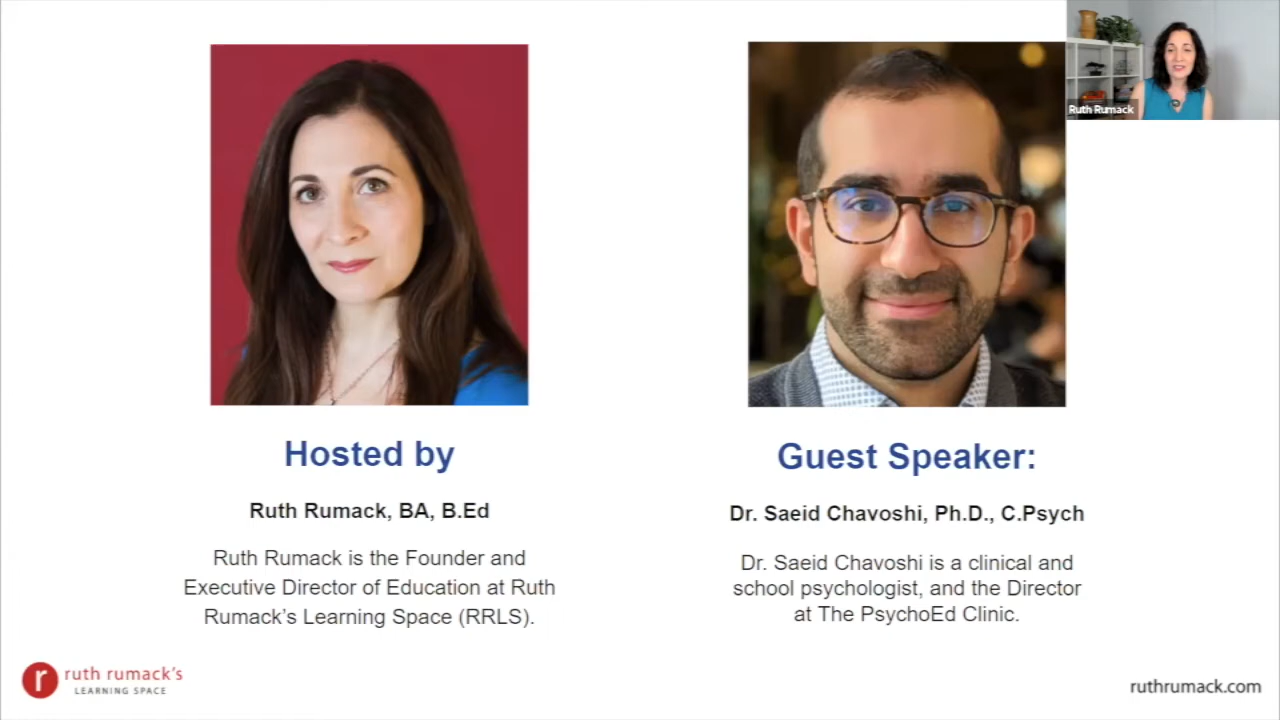 Ruth Rumack
Hosted by
Ruth Rumack, BA, B.Ed
Ruth Rumack is the Founder and
Executive Director of Education at Ruth
Rumack’s Learning Space (RRLS).
Guest Speaker:
Dr. Saeid Chavoshi, Ph.D., C.Psych
Dr. Saeid Chavoshi is a clinical and
school psychologist, and the Director
at The PsychoEd Clinic.
r
ruth rumack's
LEARNING SPACE
ruthrumack.com